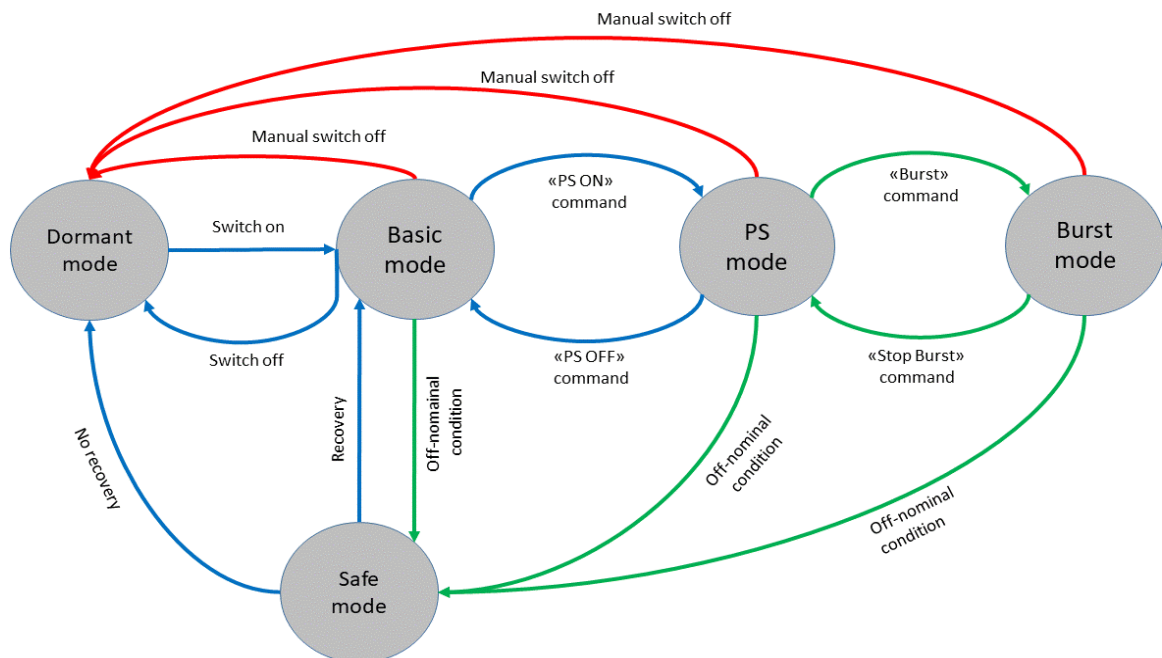 Manual switch off
Manual switch off
Manual switch off
«PS ON»
command
«Burst»
command
Dormant
mode
Switch on
Basic
mode
PS
mode
Burst
mode
Switch off
«PS OFF»
command
«Stop Burst»
command
No recovery
Recovery
Off-nomainal
condition
Off-nominal
condition
Off-nominal
condition
Safe
mode